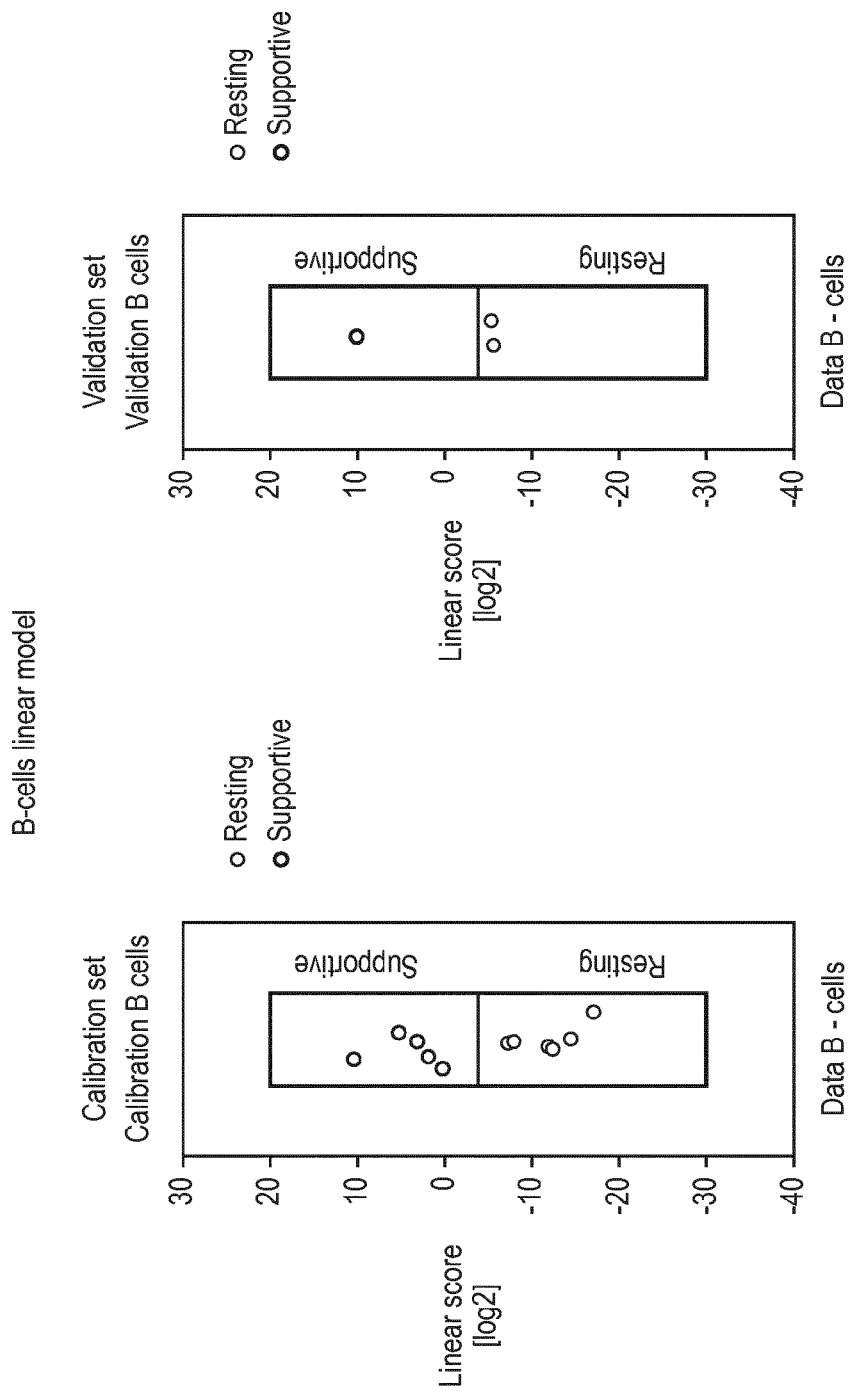 B-cells linear model
Calibration set
Calibration B cells
Resting
Supportive
Linear score
[log2]
30
20
10
0
-10
-20
-30
-40
Supportive
Resting
Data B - cells
Validation set
Validation B cells
Resting
Supportive
Linear score
[log2]
30
20
10
0
-10
-20
-30
-40
Supportive
Resting
Data B - cells